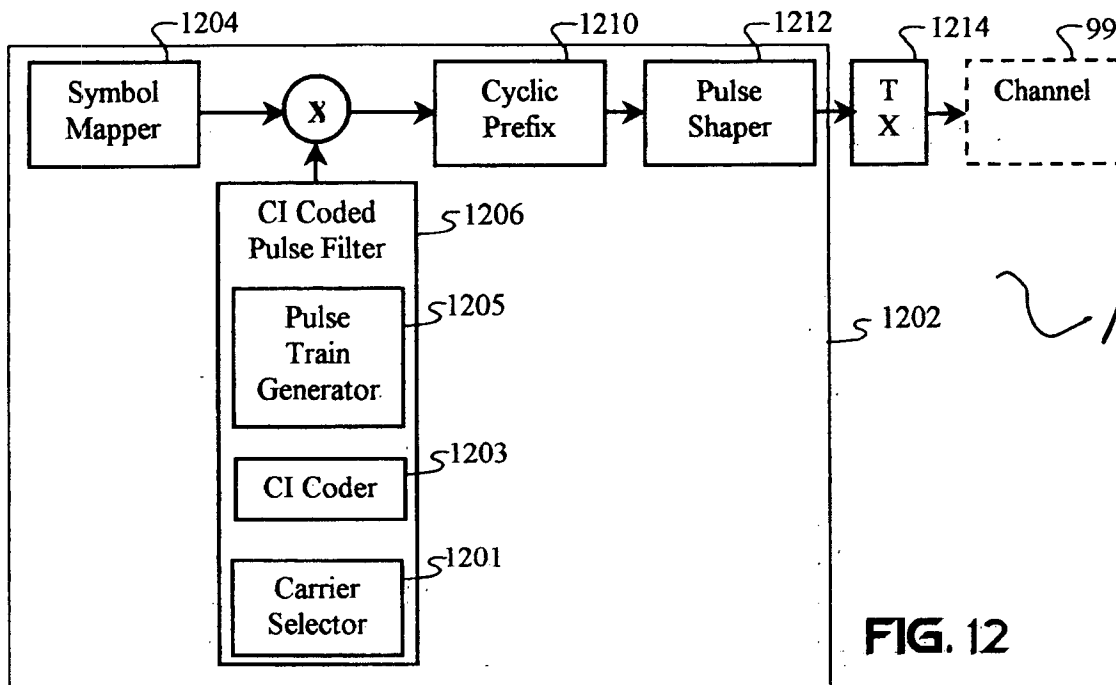 1204
1210
1212
1214
99
Symbol
Mapper
X
Cyclic
Prefix
Pulse
Shaper
T
X
Channel
CI Coded
Pulse Filter
1206
Pulse
Train
Generator
1205
1202
CI Coder
1203
Carrier
Selector
1201
FIG. 12